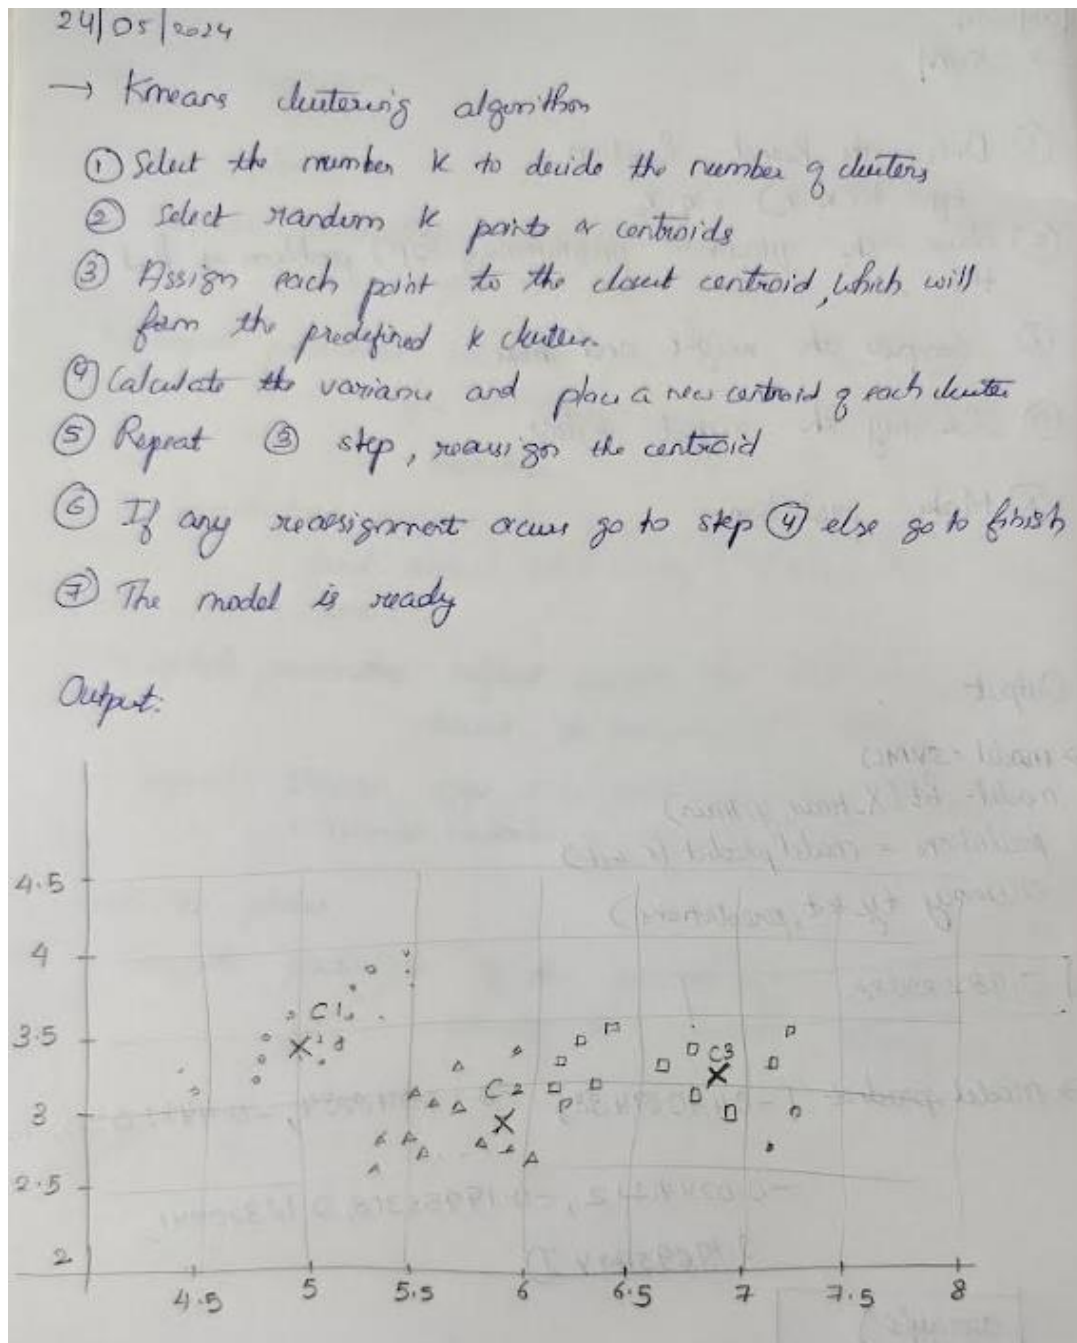 24/05/2024
→ Kmeans clutering algorithm
① Select the number K to decide the number of cluters
② Select random K points or centroids
③ Assign each point to the closet centroid, which will
form the predefined K cluters
④ Calculate the variance and place a new centroid of each cluster
⑤ Repeat ③ step, reassign the centroid
⑥ If any reassignment occurs go to step ④ else go to finish
⑦ The model is ready
Output:
4.5
4
3.5
3
2.5
2
C1
C2
C3
4.5 5 5.5 6 6.5 7 7.5 8